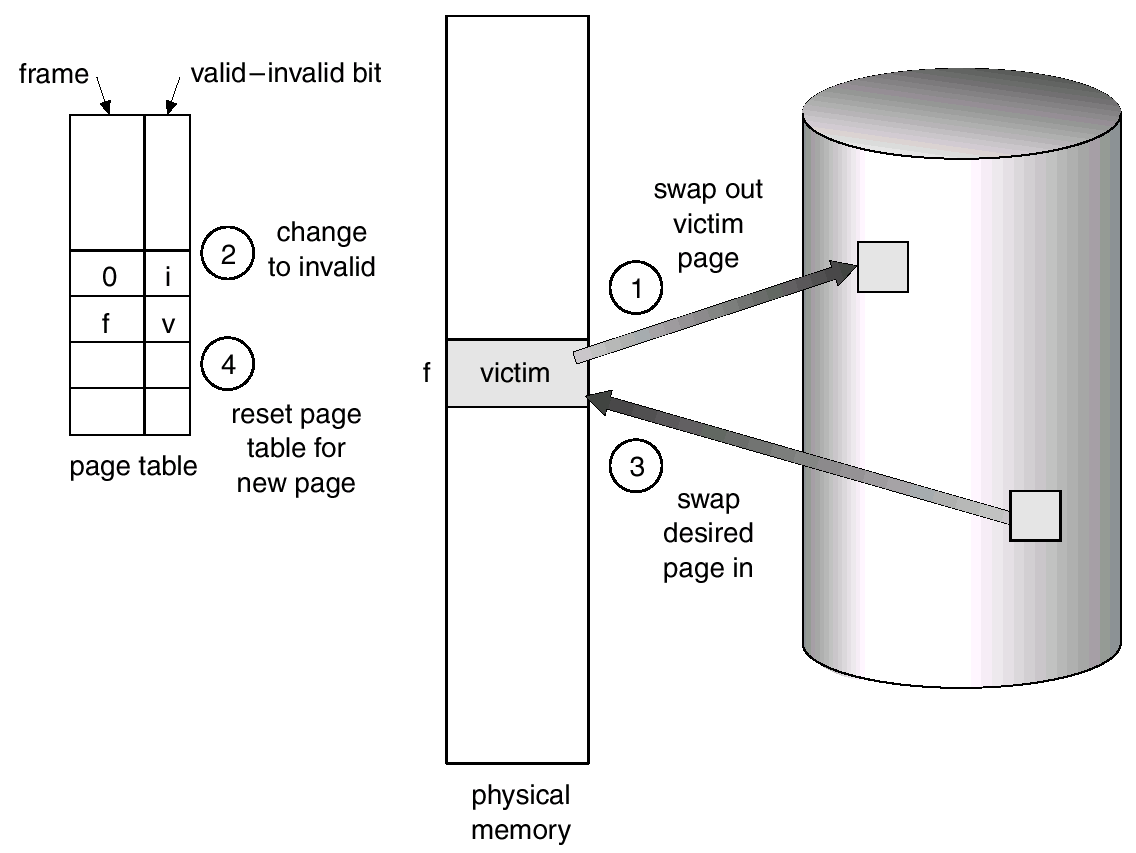 frame
valid–invalid bit
0 i
f v
page table
2
change
to invalid
4
reset page
table for
new page
f
victim
physical
memory
swap out
victim
page
1
3
swap
desired
page in